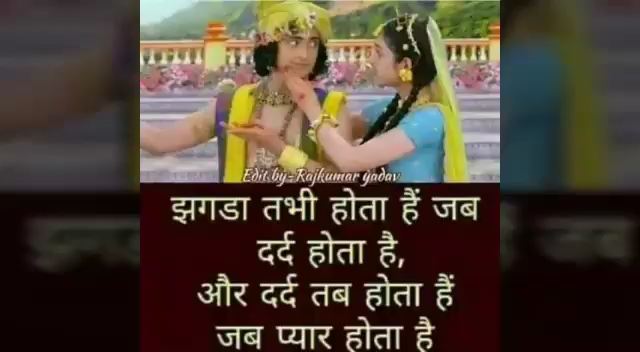 Edit by-Rajkumar yadav
झगडा तभी होता हैं जब
दर्द होता है,
और दर्द तब होता हैं
जब प्यार होता है